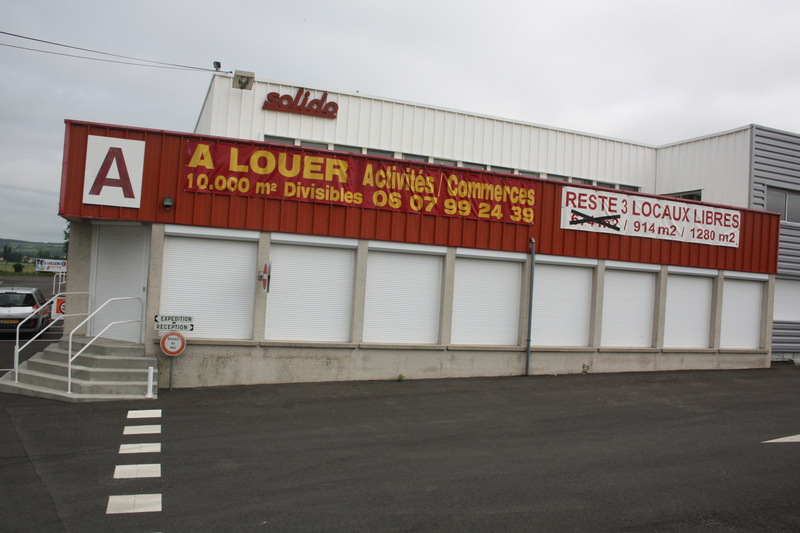 solido
A
A LOUER Activités / Commerces
10.000 m² Divisibles 06 07 99 24 39
RESTE 3 LOCAUX LIBRES
/ 914 m2 / 1280 m2
EXPEDITION
RECEPTION